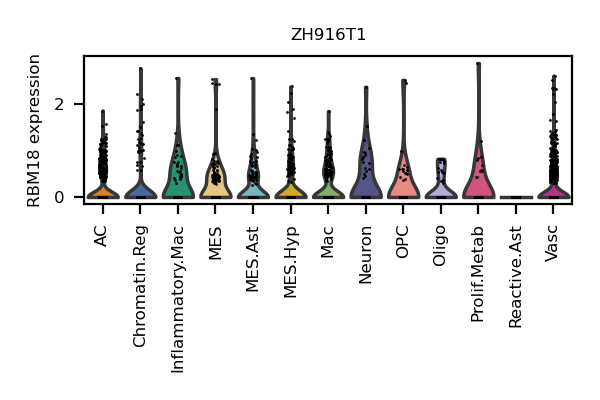 ZH916T1
RBM18 expression
2
0
AC
Chromatin.Reg
Inflammatory.Mac
MES
MES.Ast
MES.Hyp
Mac
Neuron
OPC
Oligo
Prolif.Metab
Reactive.Ast
Vasc